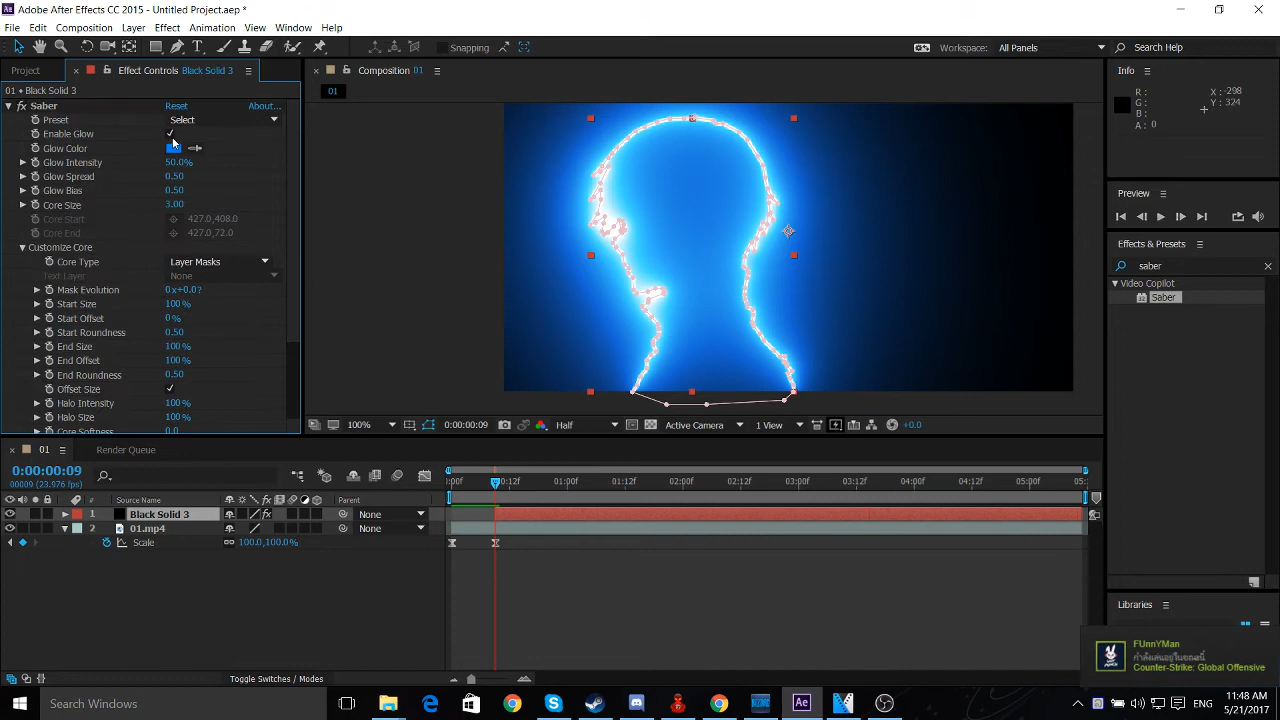 Adobe After Effects CC 2015 - Untitled Project.aep *
File Edit Composition Layer Effect Animation View Window Help
Snapping Workspace: All Panels Search Help
Project Effect Controls Black Solid 3 Composition 01 Info
01 • Black Solid 3 01
Saber Reset About...
Preset Select
Enable Glow
Glow Color
Glow Intensity 50.0%
Glow Spread 0.50
Glow Bias 0.50
Core Size 3.00
Core Start 427.0,408.0
Core End 427.0,72.0
Customize Core
Core Type Layer Masks
Text Layer None
Mask Evolution 0x+0.0?
Start Size 100%
Start Offset 0%
Start Roundness 0.50
End Size 100%
End Offset 100%
End Roundness 0.50
Offset Size
Halo Intensity 100%
Halo Size 100%
Core Softness 0.0
R :
G :
B :
A : 0
X : -298
Y : 324
Preview
Effects & Presets
saber
Video Copilot
Saber
Libraries
100% 0:00:00:09 Half Active Camera 1 View +0.0
01 Render Queue
0:00:00:09
00009 (23.976 fps)
:00f 00:12f 01:00f 01:12f 02:00f 02:12f 03:00f 03:12f 04:00f 04:12f 05:
# Source Name fx Parent
1 Black Solid 3 fx None
2 01.mp4 None
Scale 100.0,100.0%
Toggle Switches / Modes
FUnnYMan
กำลังเล่นอยู่ในขณะนี้
Counter-Strike: Global Offensive
Search Windows
Ae
ENG
11:48 AM
5/21/2017